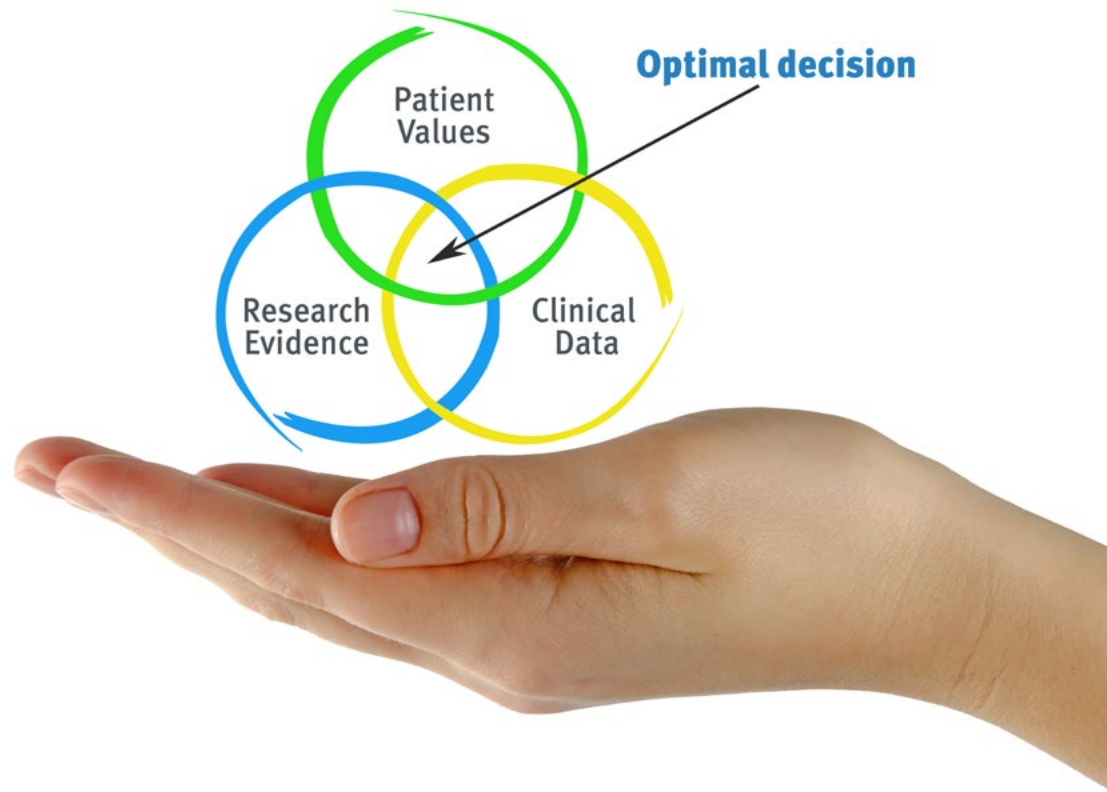 Optimal decision
Patient
Values
Research
Evidence
Clinical
Data